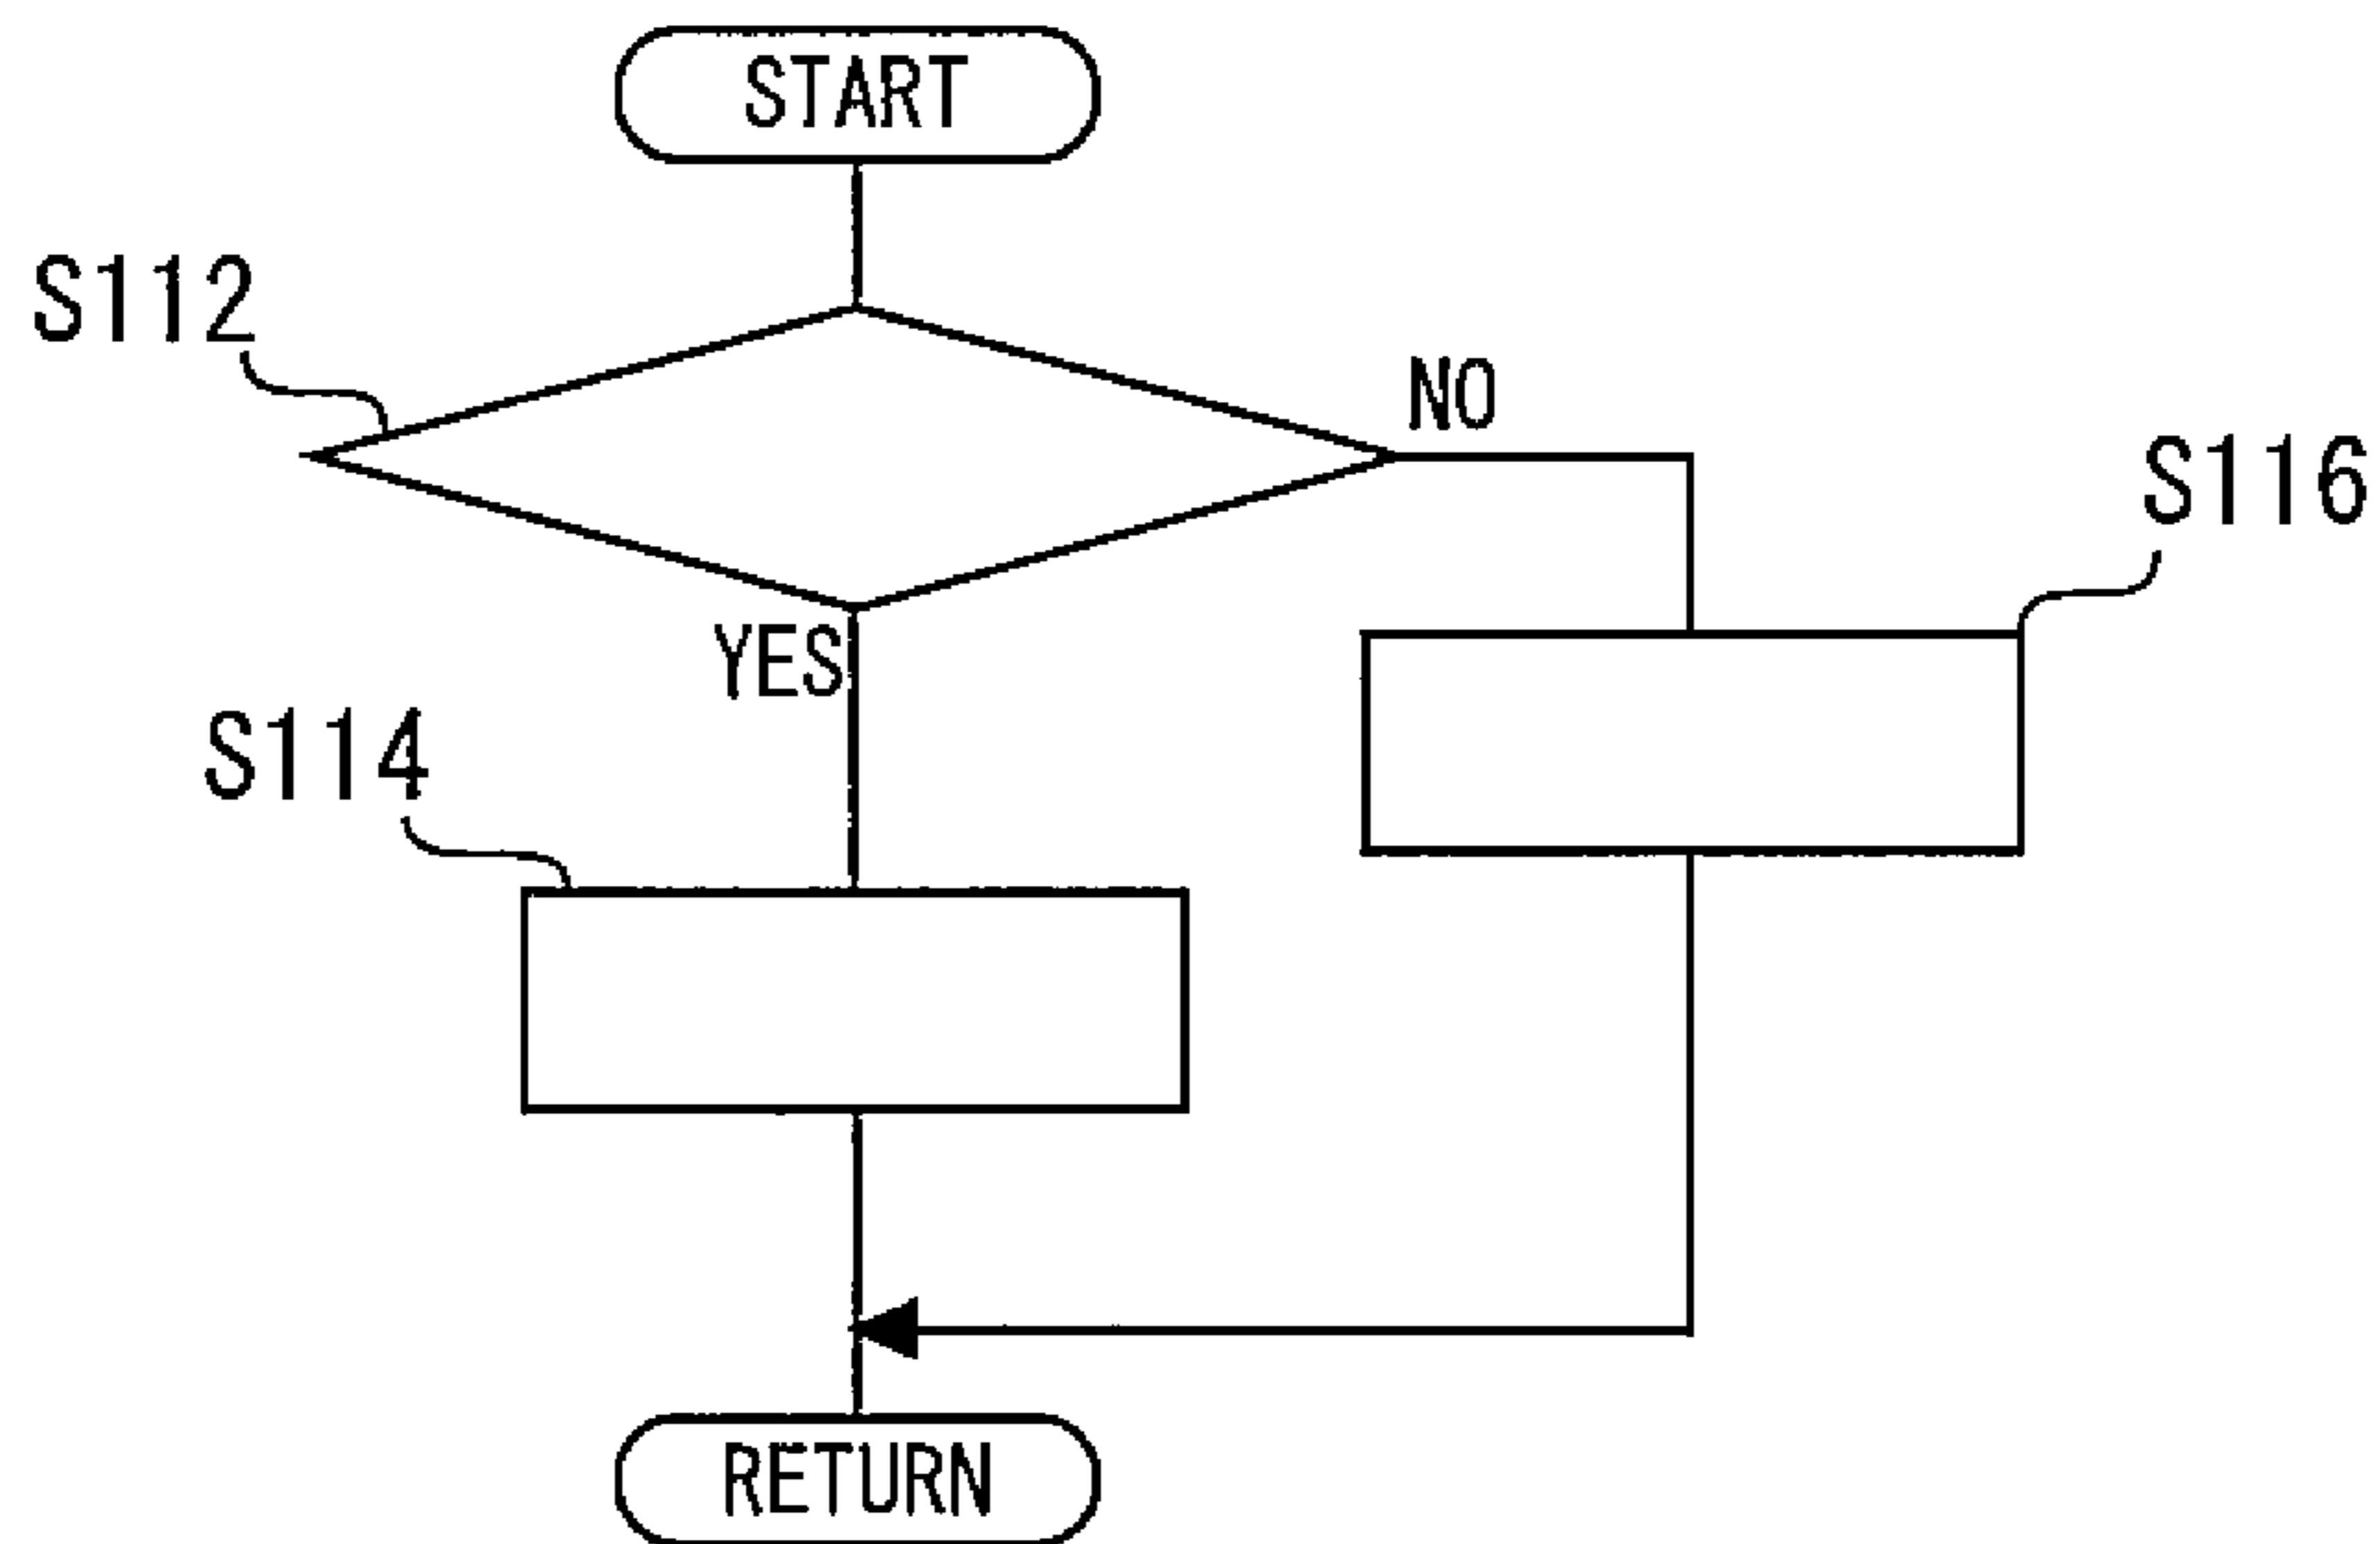 START
S112
NO
S116
YES
S114
RETURN